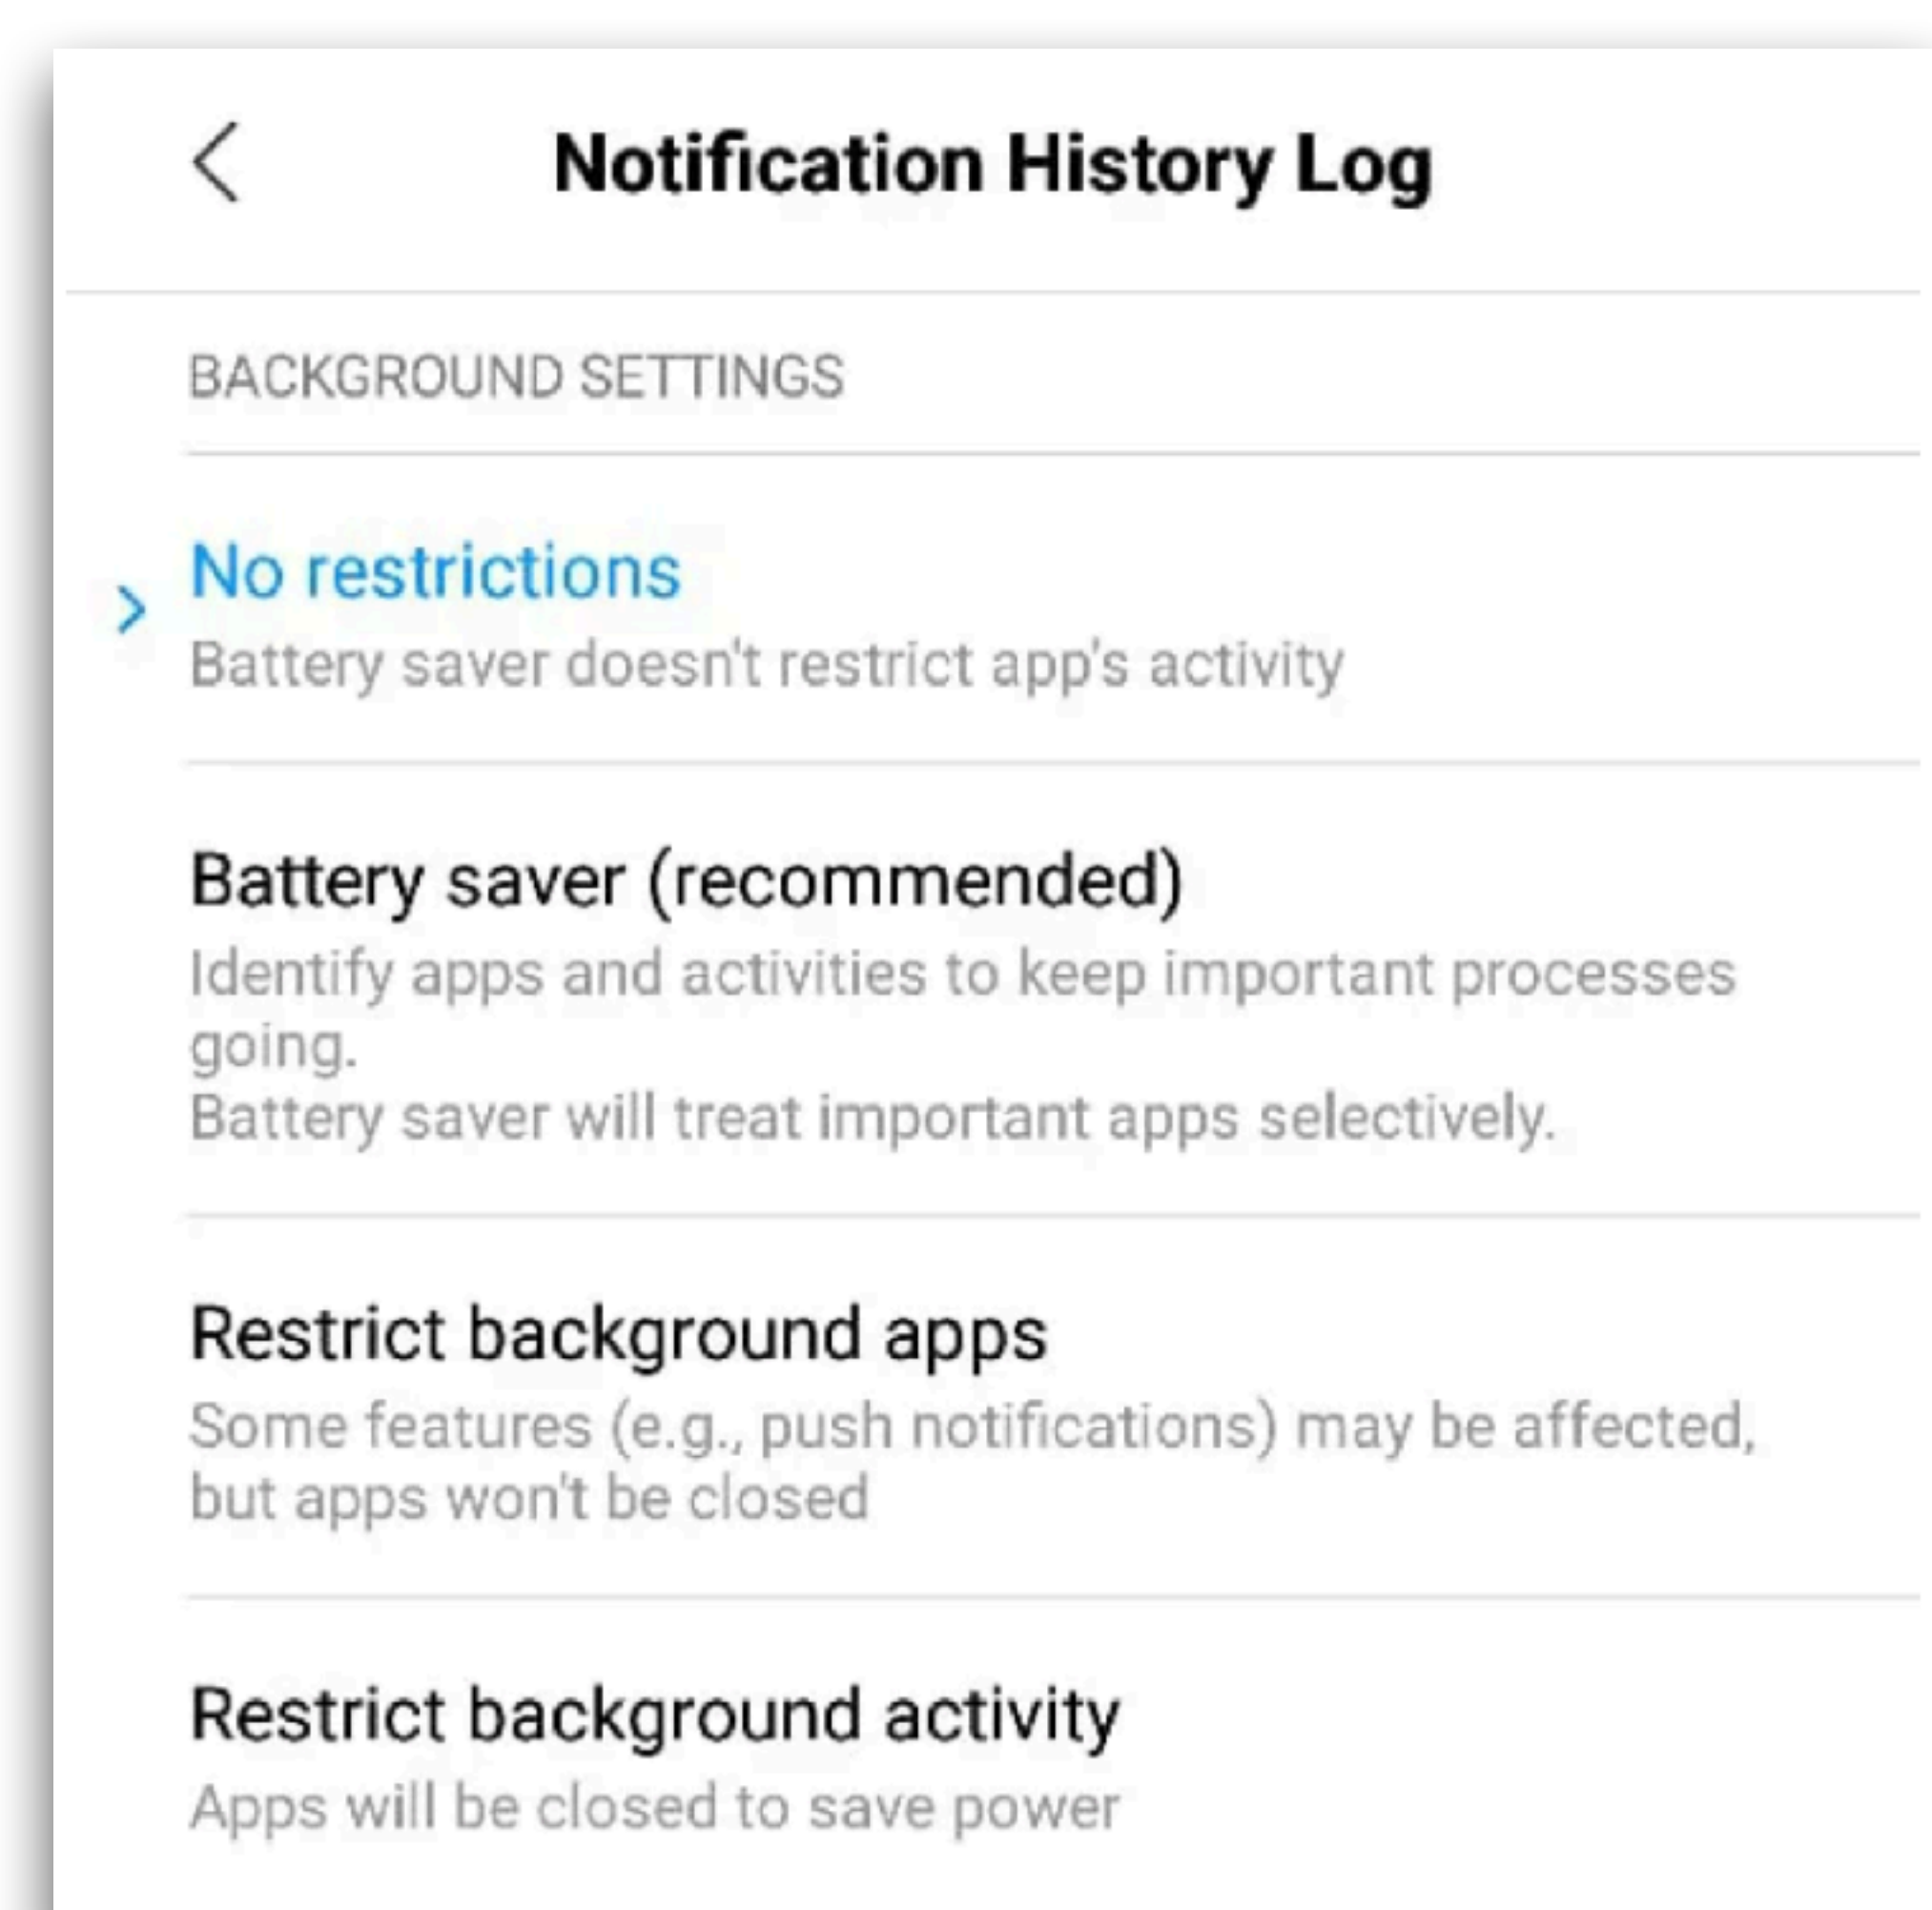 Notification History Log
BACKGROUND SETTINGS
No restrictions
Battery saver doesn't restrict app's activity
Battery saver (recommended)
Identify apps and activities to keep important processes
going.
Battery saver will treat important apps selectively.
Restrict background apps
Some features (e.g., push notifications) may be affected,
but apps won't be closed
Restrict background activity
Apps will be closed to save power